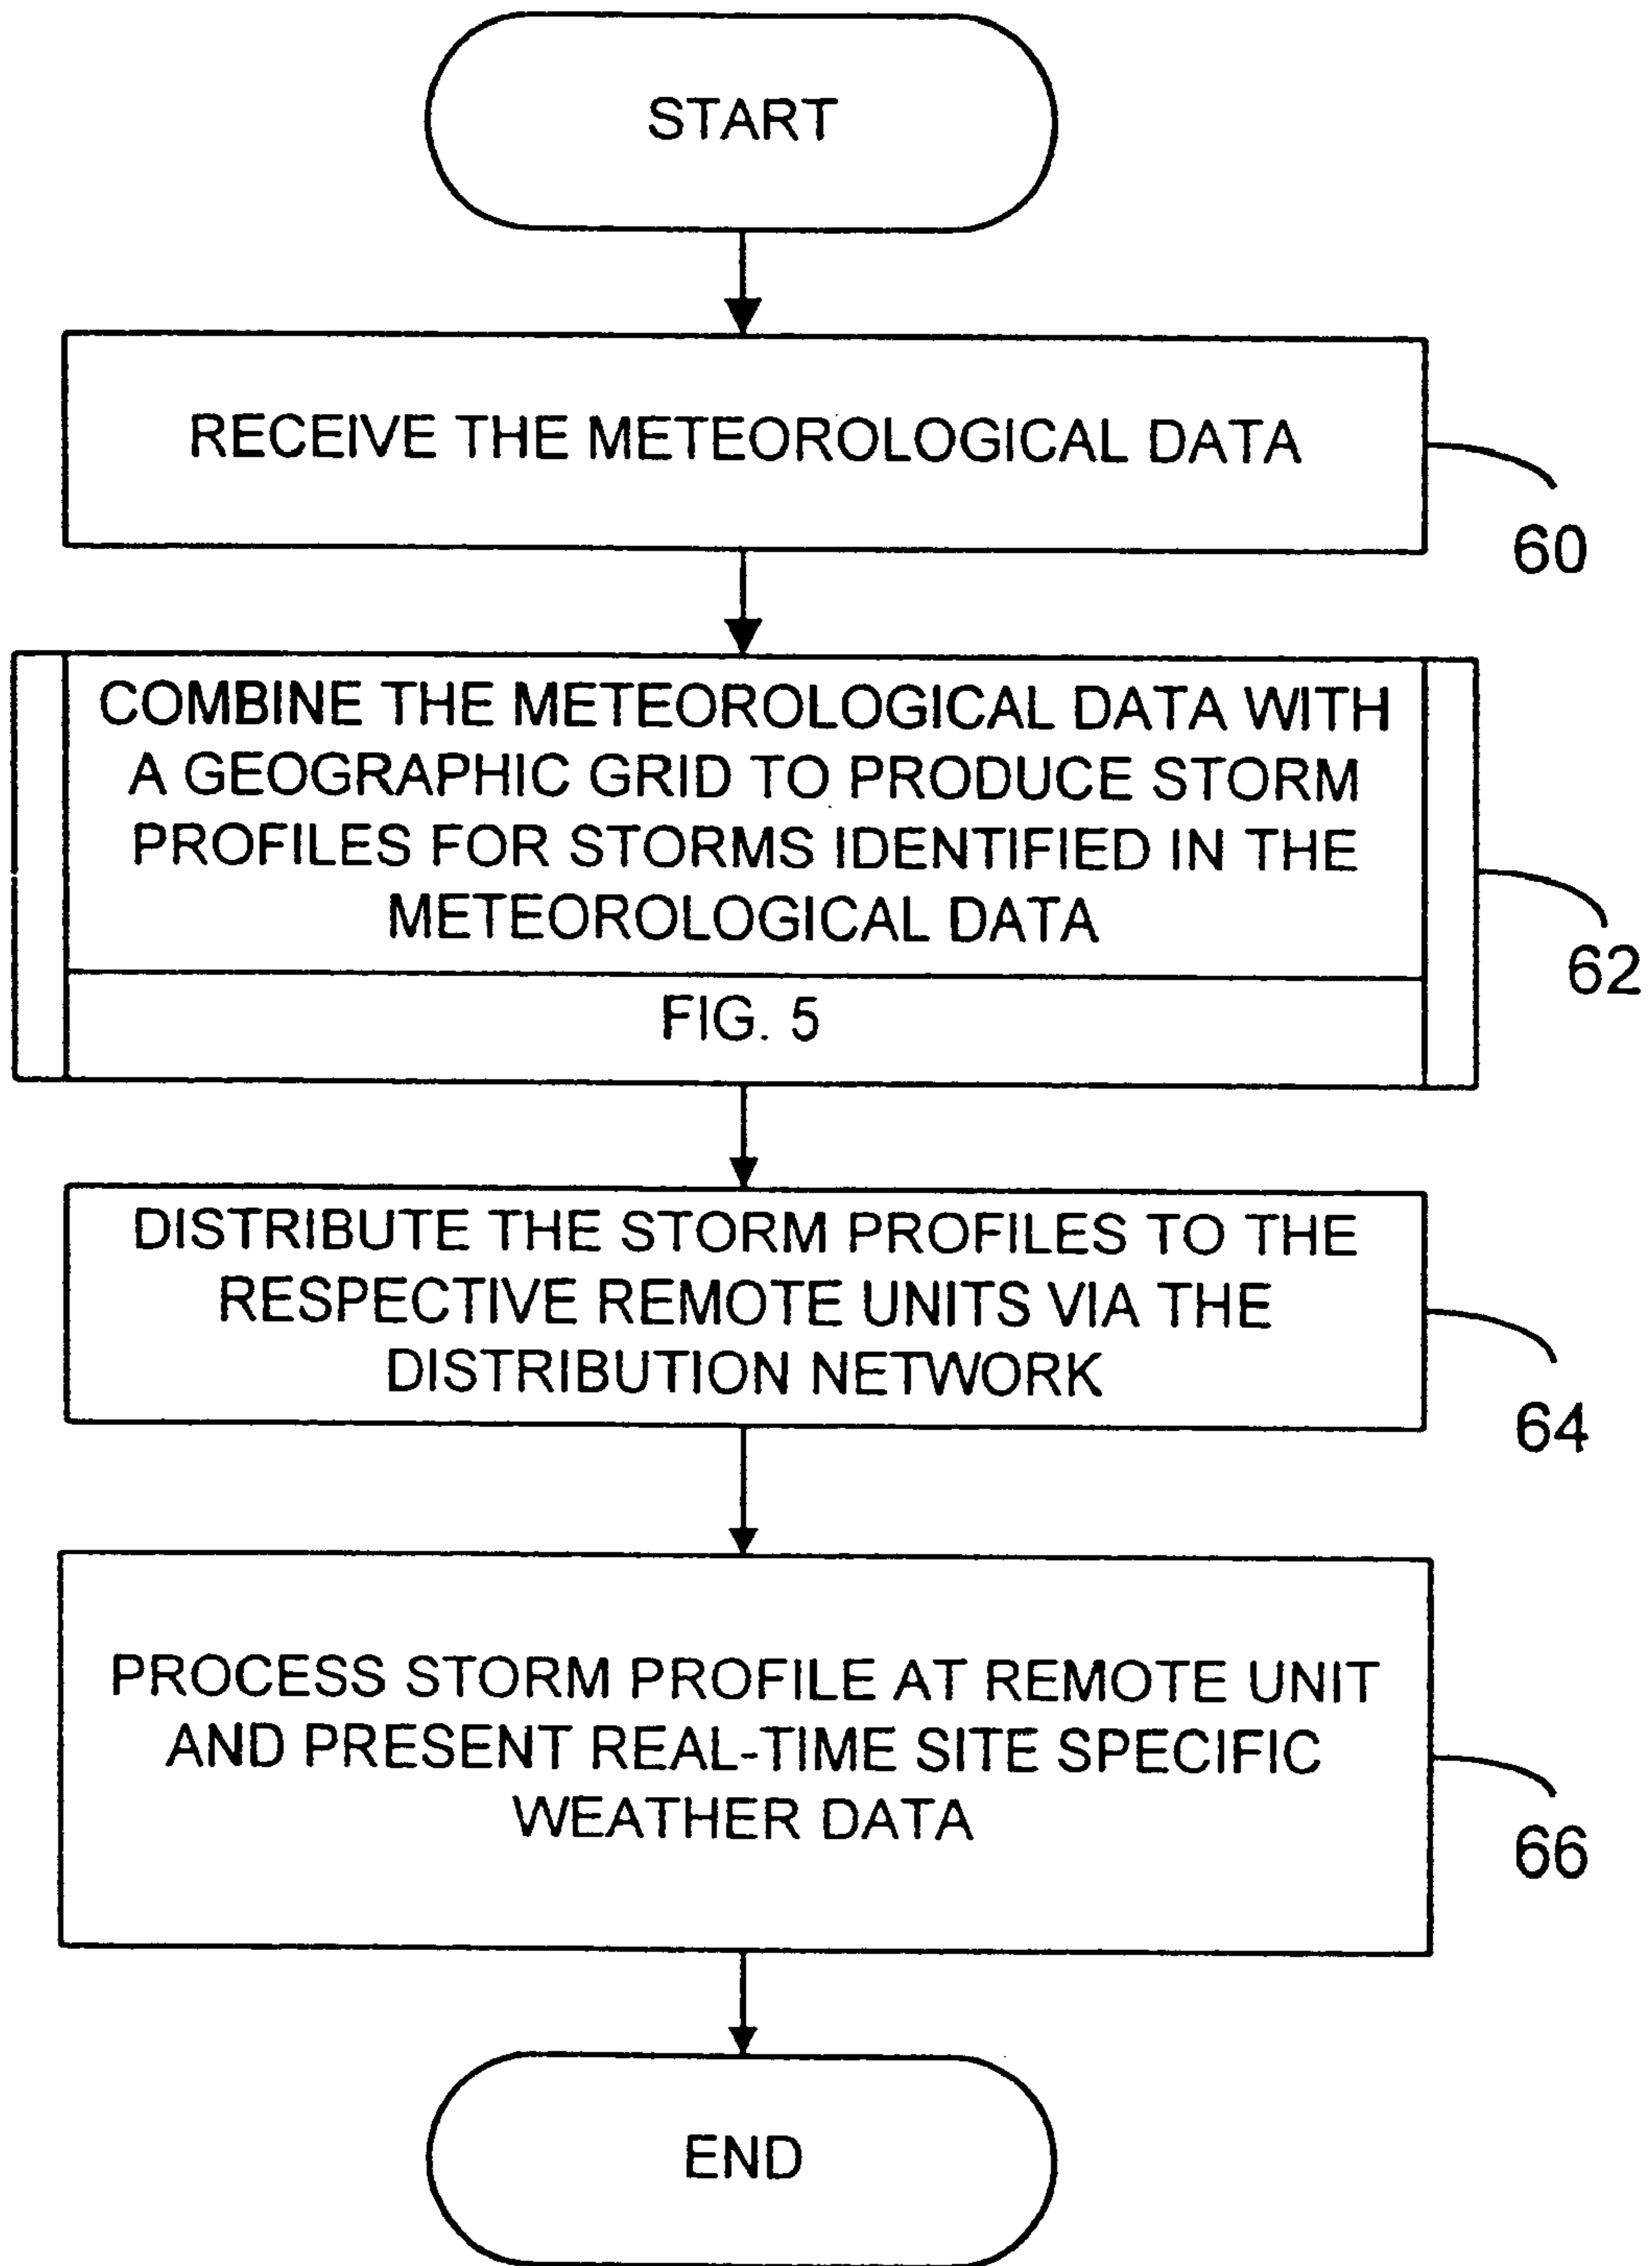 START
RECEIVE THE METEOROLOGICAL DATA
60
COMBINE THE METEOROLOGICAL DATA WITH
A GEOGRAPHIC GRID TO PRODUCE STORM
PROFILES FOR STORMS IDENTIFIED IN THE
METEOROLOGICAL DATA
FIG. 5
62
DISTRIBUTE THE STORM PROFILES TO THE
RESPECTIVE REMOTE UNITS VIA THE
DISTRIBUTION NETWORK
64
PROCESS STORM PROFILE AT REMOTE UNIT
AND PRESENT REAL-TIME SITE SPECIFIC
WEATHER DATA
66
END